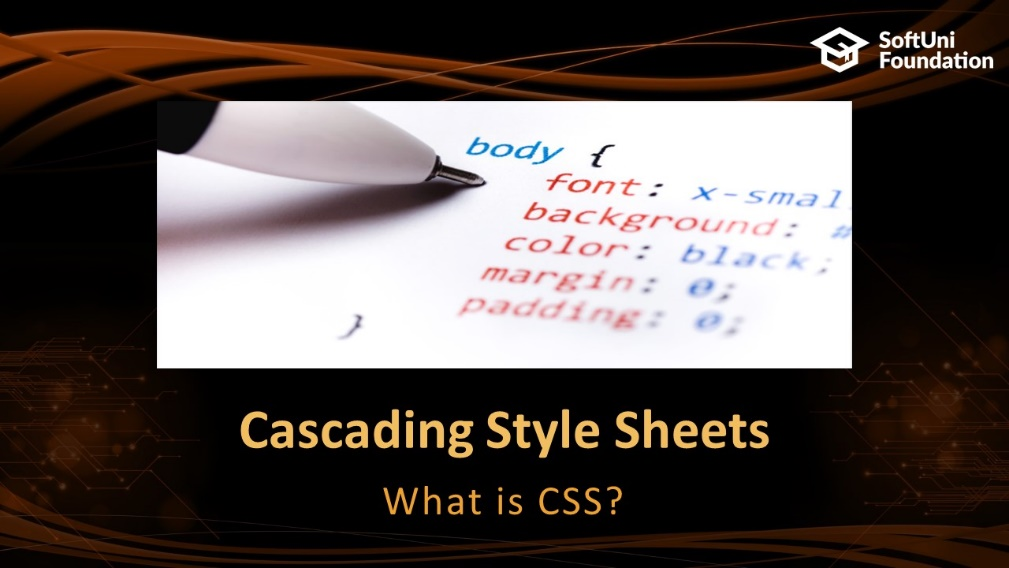 SoftUni
Foundation
body {
font: x-smal
background: #
color: black;
margin: 0;
padding: 0;
}
Cascading Style Sheets
What is CSS?